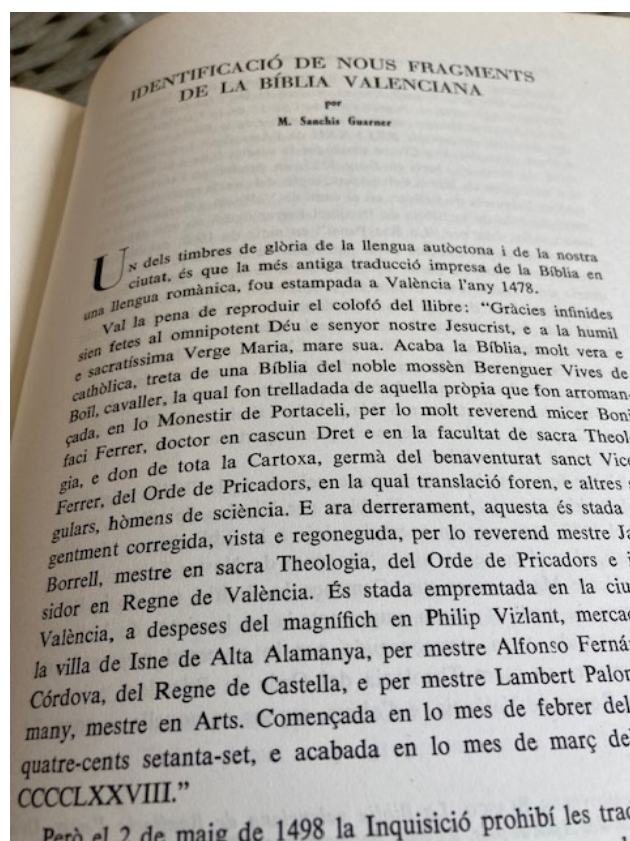 IDENTIFICACIÓ DE NOUS FRAGMENTS
DE LA BÍBLIA VALENCIANA
por
M. Sanchis Guarner
UN dels timbres de glòria de la llengua autòctona i de la nostra
ciutat, és que la més antiga traducció impresa de la Bíblia en
una llengua romànica, fou estampada a València l'any 1478.
Val la pena de reproduir el colofó del llibre: "Gràcies infinides
sien fetes al omnipotent Déu e senyor nostre Jesucrist, e a la humil
e sacratíssima Verge Maria, mare sua. Acaba la Bíblia, molt vera e
cathòlica, treta de una Bíblia del noble mossèn Berenguer Vives de
Boïl, cavaller, la qual fon trelladada de aquella pròpia que fon arroman-
çada, en lo Monestir de Portaceli, per lo molt reverend micer Boni
faci Ferrer, doctor en cascun Dret e en la facultat de sacra Theol
gia, e don de tota la Cartoxa, germà del benaventurat sanct Vice
Ferrer, del Orde de Pricadors, en la qual translació foren, e altres
gulars, hòmens de sciència. E ara derrerament, aquesta és stada
gentment corregida, vista e regoneguda, per lo reverend mestre Ja
Borrell, mestre en sacra Theologia, del Orde de Pricadors e i
sidor en Regne de València. És stada empremtada en la ciu
València, a despeses del magnífich en Philip Vizlant, merca
la villa de Isne de Alta Alamanya, per mestre Alfonso Ferná
Córdova, del Regne de Castella, e per mestre Lambert Palo
many, mestre en Arts. Començada en lo mes de febrer del
quatre-cents setanta-set, e acabada en lo mes de març de
CCCCLXXVIII."
Però el 2 de maig de 1498 la Inquisició prohibí les tra